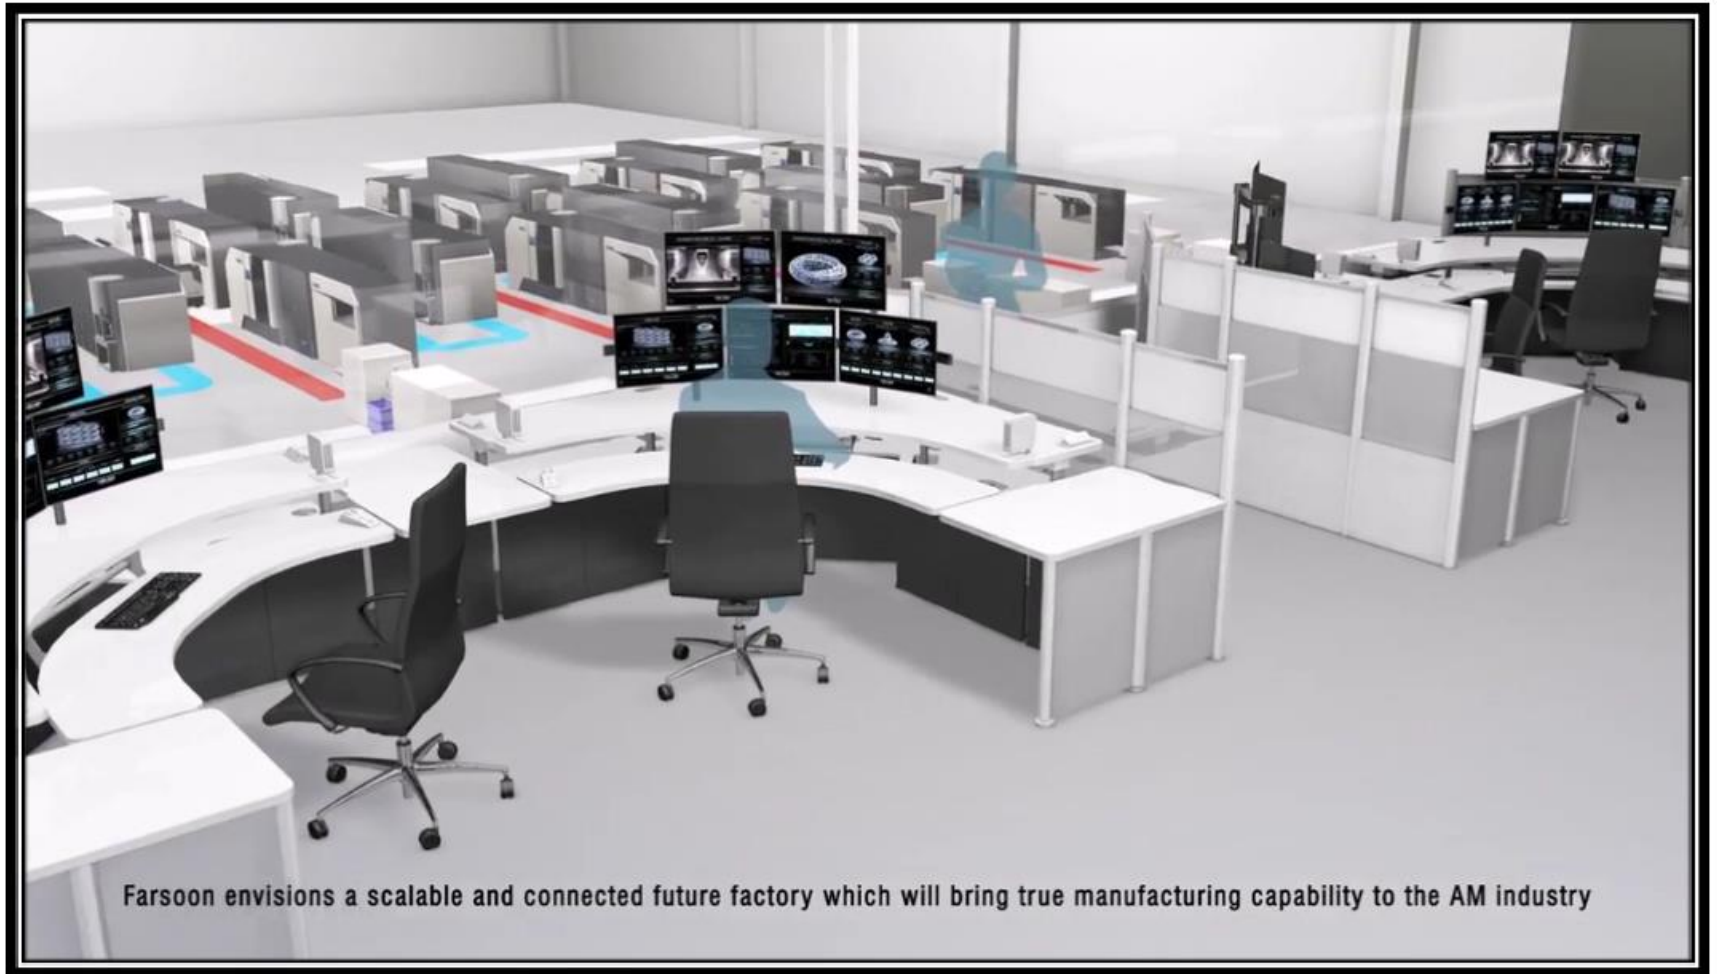 Farsoon envisions a scalable and connected future factory which will bring true manufacturing capability to the AM industry